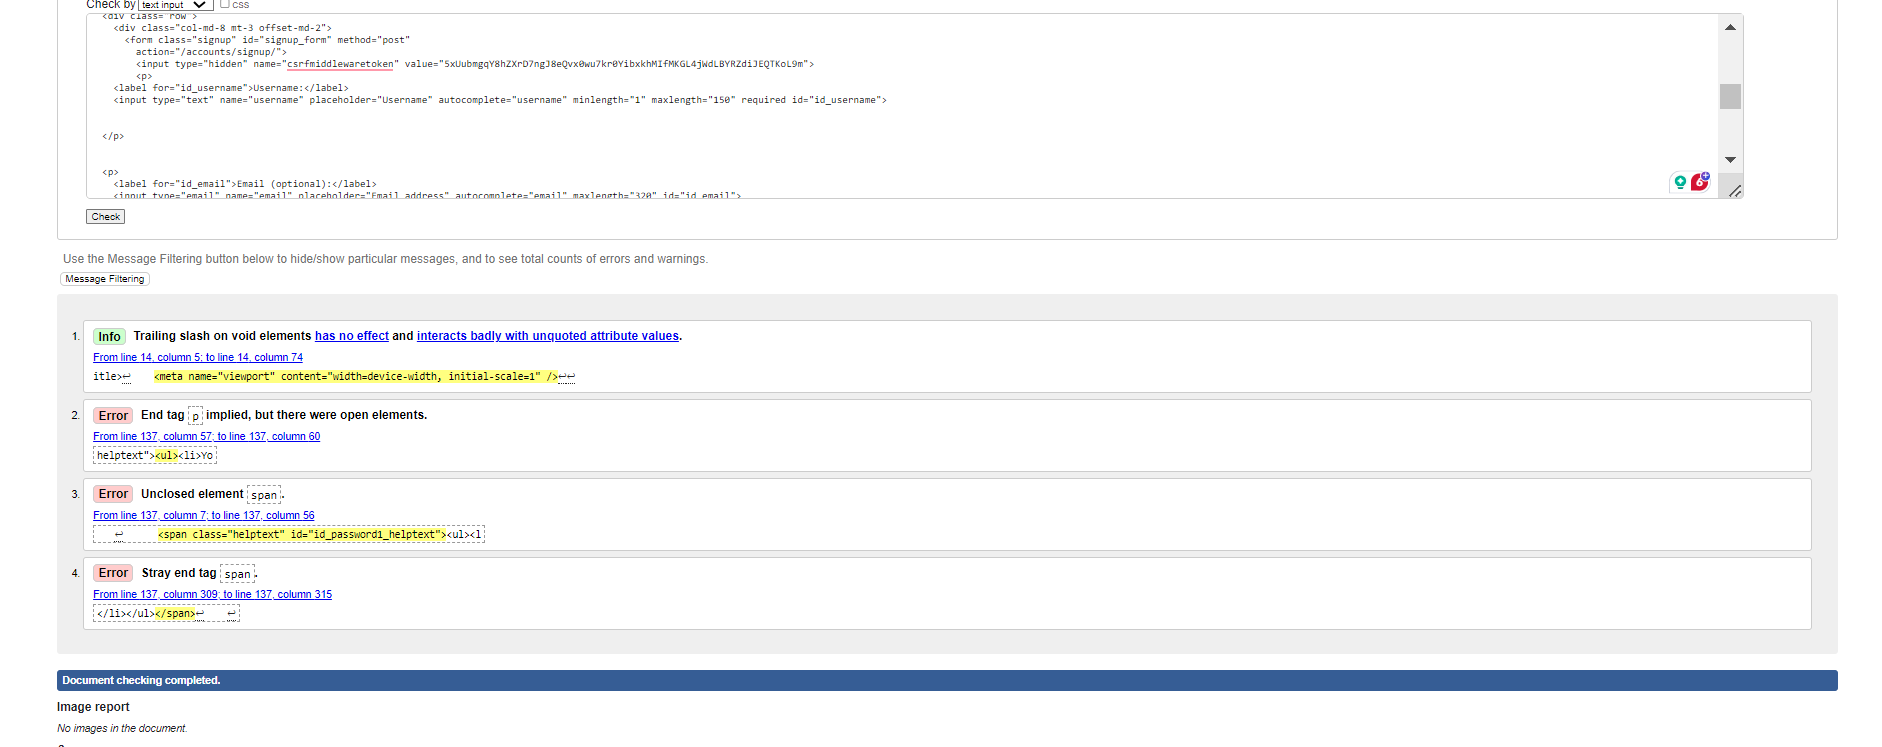 Check by text input css
<div class="row">
<div class="col-md-8 mt-3 offset-md-2">
<form class="signup" id="signup_form" method="post"
action="/accounts/signup/">
<input type="hidden" name="csrfmiddlewaretoken" value="5xUubmgqY8hZXrD7ngJ8eQvx0wu7kr0YibxkhMIfMKGL4jWdLBYRZdiJEQTKoL9m">
<p>
<label for="id_username">Username:</label>
<input type="text" name="username" placeholder="Username" autocomplete="username" minlength="1" maxlength="150" required id="id_username">
</p>
<p>
<label for="id_email">Email (optional):</label>
<input type="email" name="email" placeholder="Email address" autocomplete="email" maxlength="320" id="id_email">
6
Check
Use the Message Filtering button below to hide/show particular messages, and to see total counts of errors and warnings.
Message Filtering
1. Info Trailing slash on void elements has no effect and interacts badly with unquoted attribute values.
From line 14, column 5; to line 14, column 74
itle>↩ <meta name="viewport" content="width=device-width, initial-scale=1" />↩↩
2. Error End tag p implied, but there were open elements.
From line 137, column 57; to line 137, column 60
helptext"><ul><li>Yo
3. Error Unclosed element span.
From line 137, column 7; to line 137, column 56
↩ <span class="helptext" id="id_password1_helptext"><ul><l
4. Error Stray end tag span.
From line 137, column 309; to line 137, column 315
</li></ul></span>↩ ↩
Document checking completed.
Image report
No images in the document.